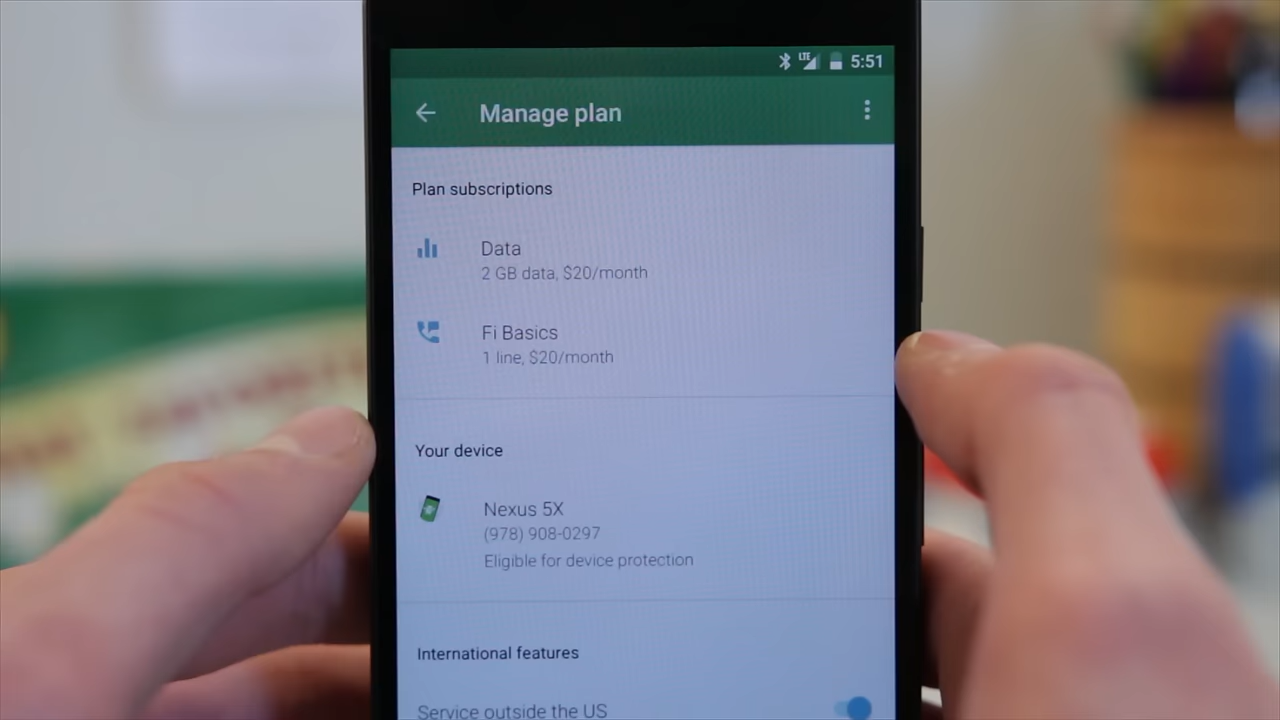 LTE 5:51
Manage plan
Plan subscriptions
Data
2 GB data, $20/month
Fi Basics
1 line, $20/month
Your device
Nexus 5X
(978) 908-0297
Eligible for device protection
International features
Service outside the US